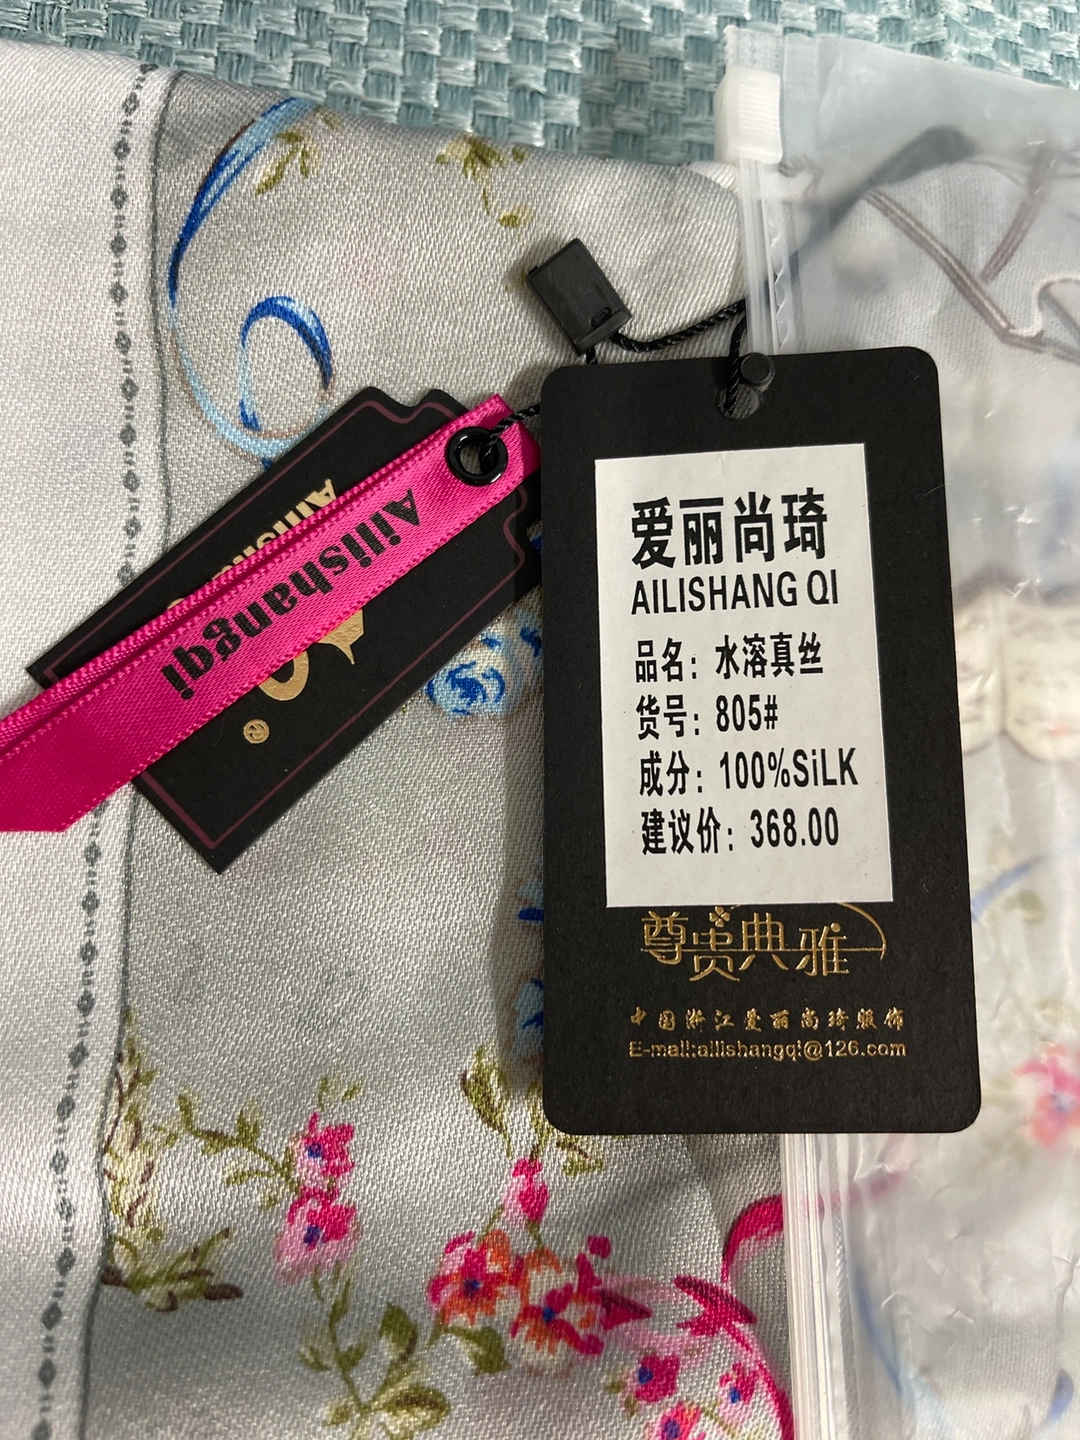 爱丽尚琦
AILISHANG QI
品名：水溶真丝
货号：805#
成分：100%SiLK
建议价：368.00
尊贵典雅
中国浙江爱丽尚琦服饰
E-mail:ailishangqi@126.com
Ailishangqi
®